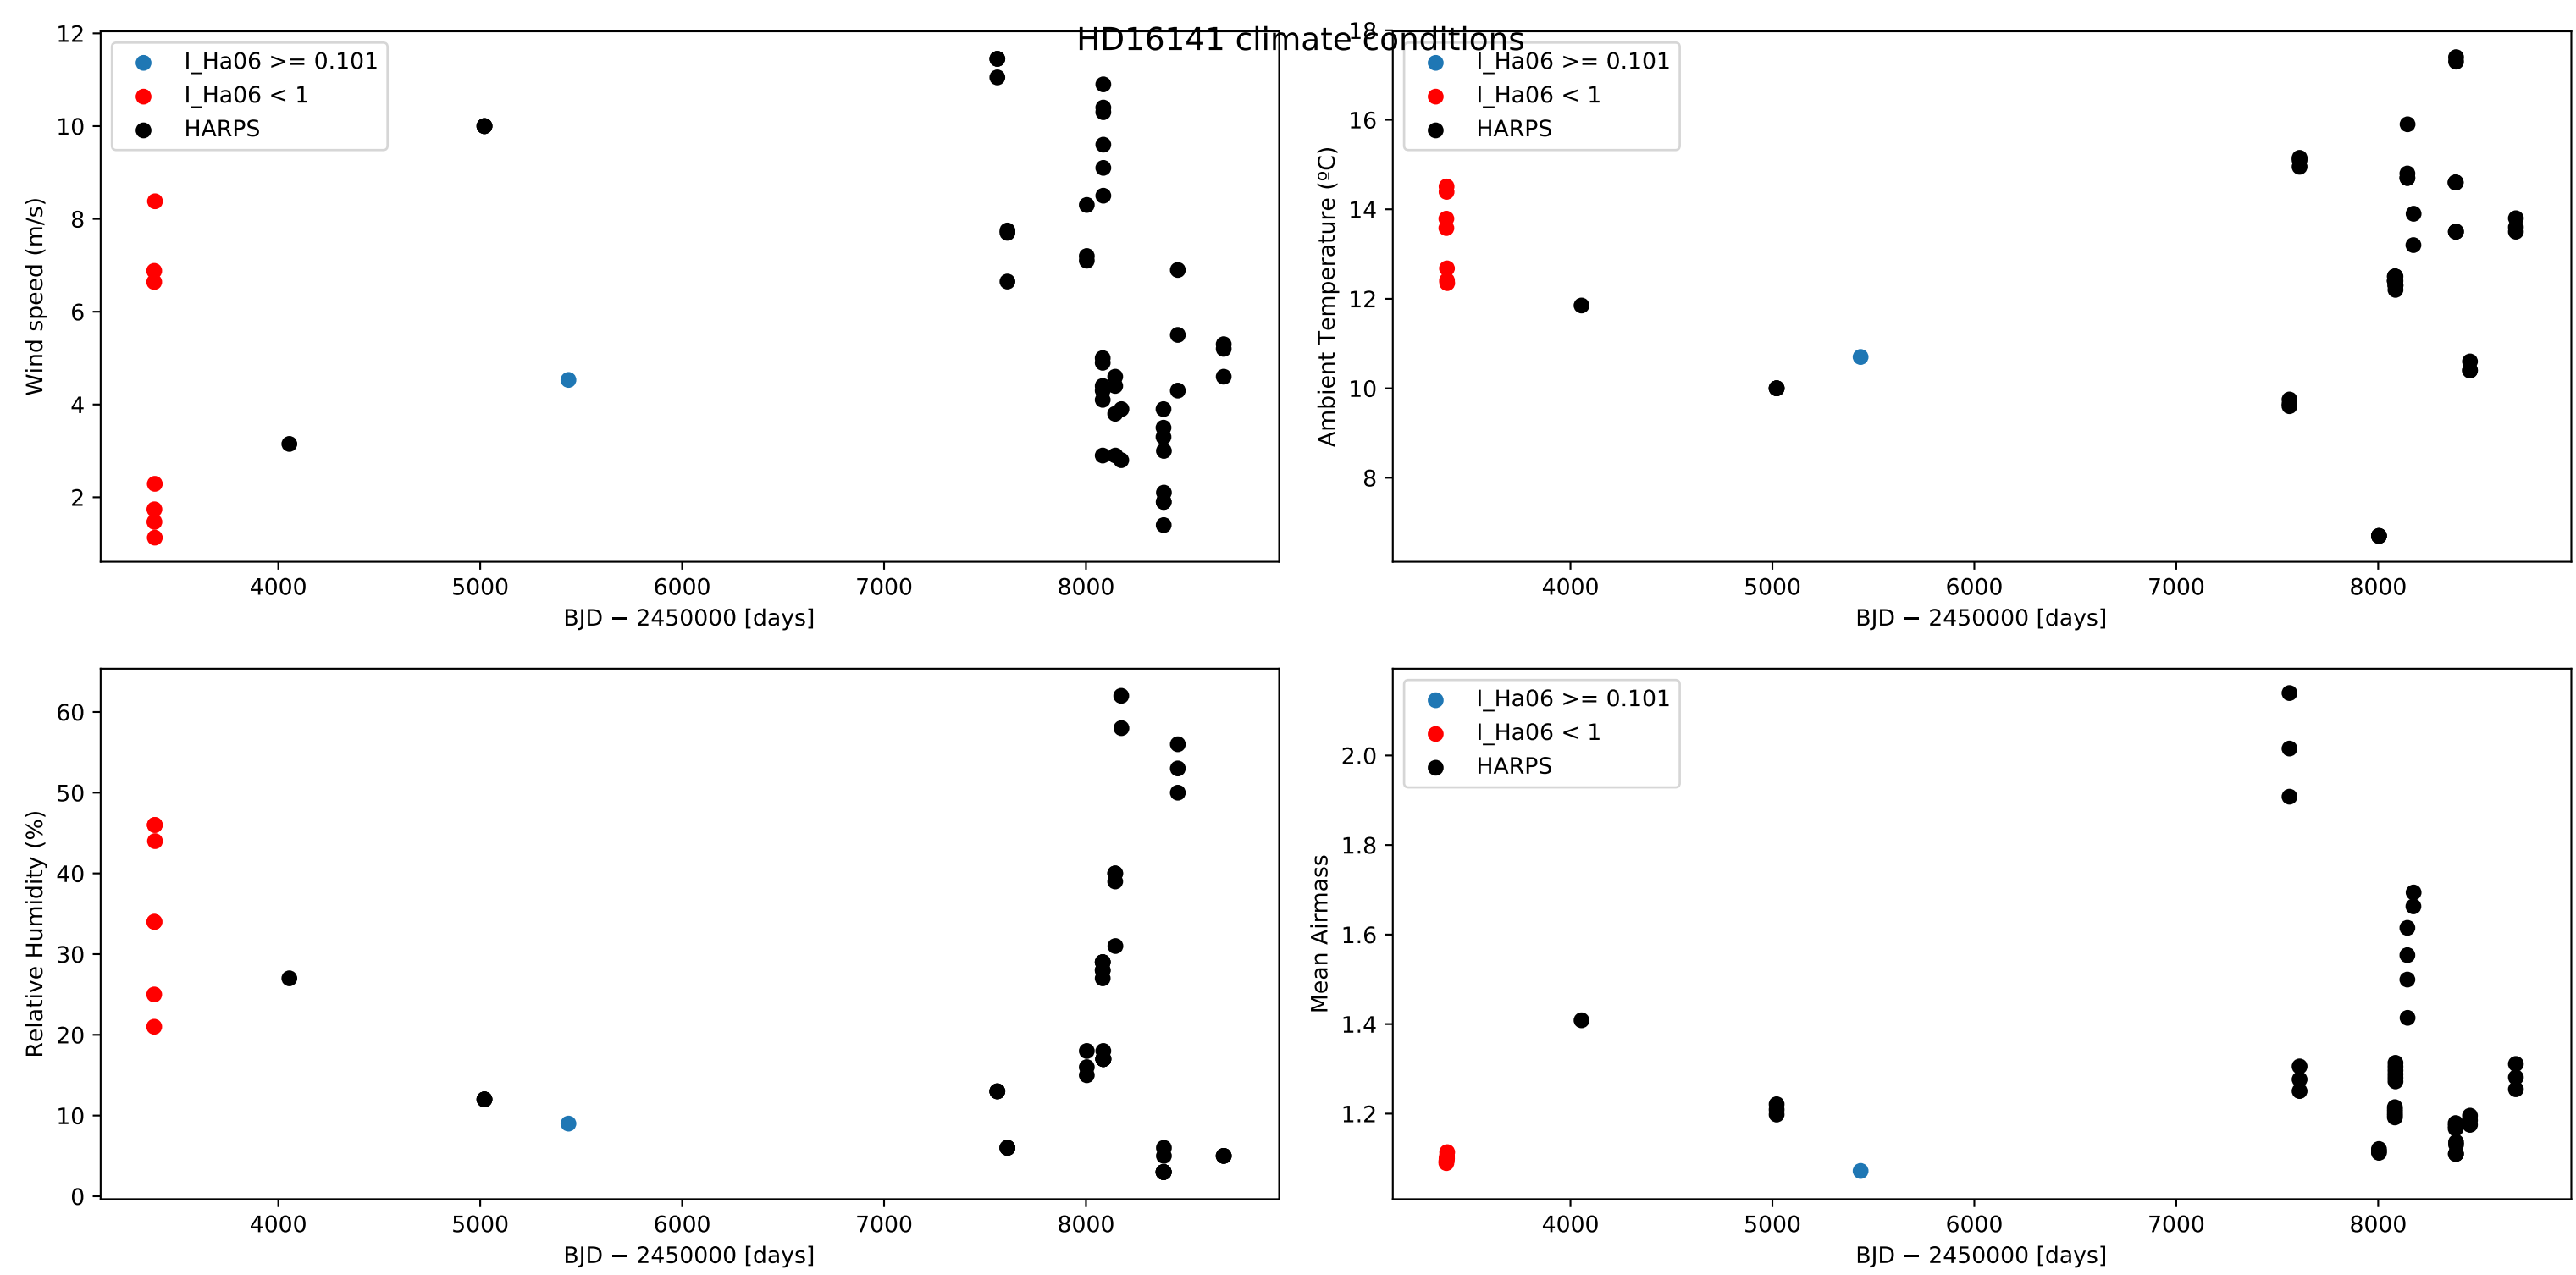 HD16141 climate conditions
I_Ha06 >= 0.101
I_Ha06 < 1
HARPS
12
10
8
6
4
2
Wind speed (m/s)
4000 5000 6000 7000 8000
BJD − 2450000 [days]
I_Ha06 >= 0.101
I_Ha06 < 1
HARPS
18
16
14
12
10
8
Ambient Temperature (ºC)
4000 5000 6000 7000 8000
BJD − 2450000 [days]
60
50
40
30
20
10
0
Relative Humidity (%)
4000 5000 6000 7000 8000
BJD − 2450000 [days]
I_Ha06 >= 0.101
I_Ha06 < 1
HARPS
2.0
1.8
1.6
1.4
1.2
Mean Airmass
4000 5000 6000 7000 8000
BJD − 2450000 [days]